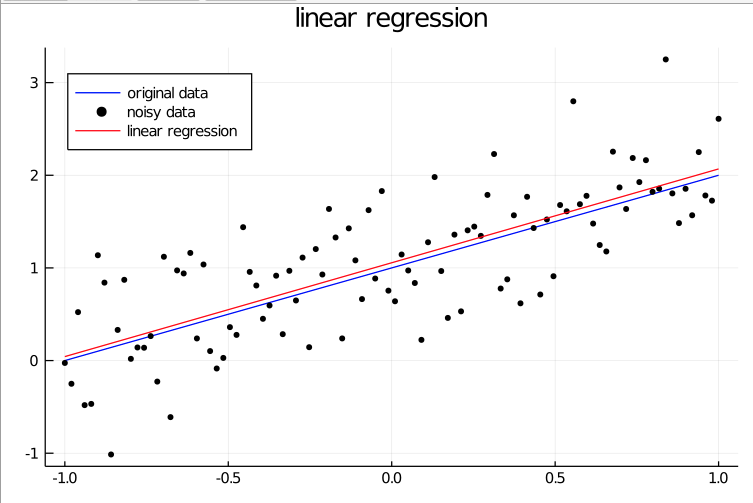 linear regression
original data
noisy data
linear regression
3
2
1
0
-1
-1.0 -0.5 0.0 0.5 1.0